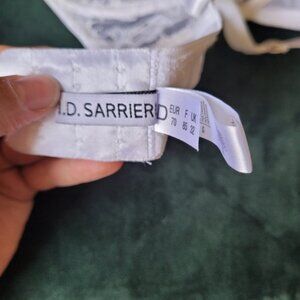 I.D. SARRIERI
EUR F UK
70 85 32